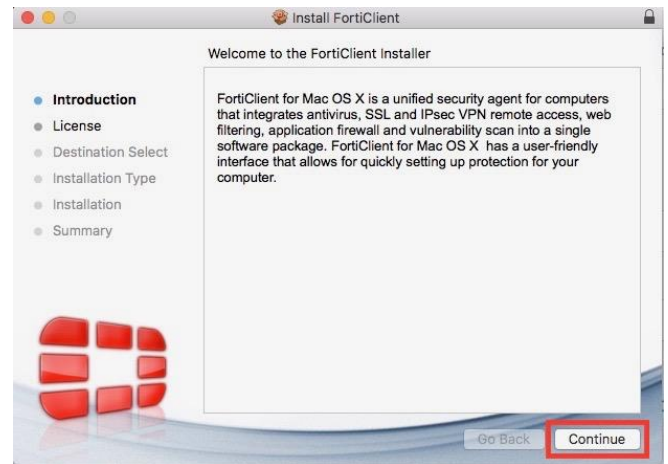 Install FortiClient
Welcome to the FortiClient Installer
Introduction
License
Destination Select
Installation Type
Installation
Summary
FortiClient for Mac OS X is a unified security agent for computers
that integrates antivirus, SSL and IPsec VPN remote access, web
filtering, application firewall and vulnerability scan into a single
software package. FortiClient for Mac OS X  has a user-friendly
interface that allows for quickly setting up protection for your
computer.
Go Back
Continue